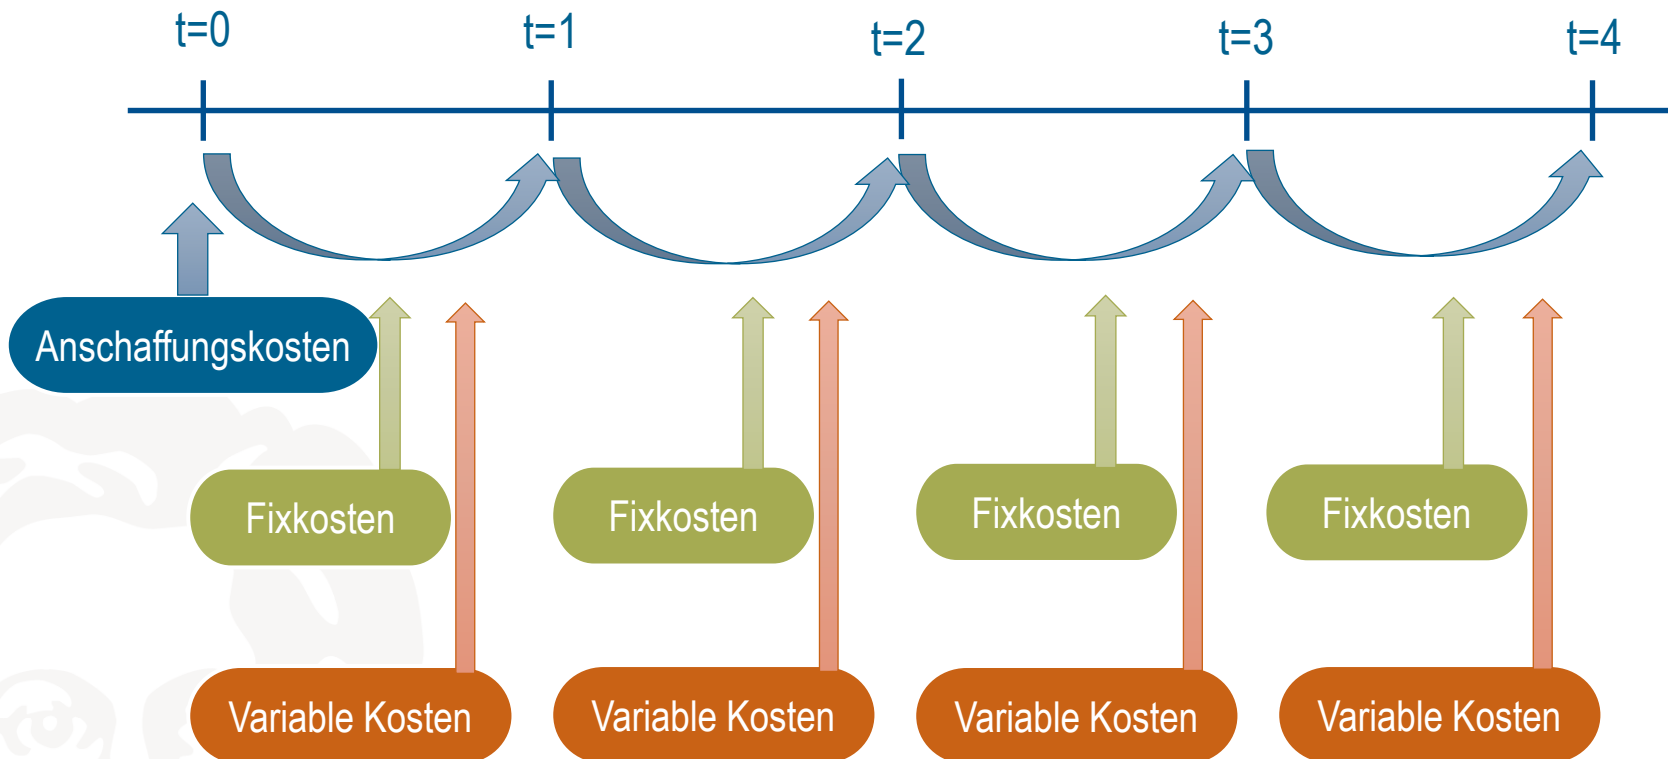 t=0
t=1
t=2
t=3
t=4
Anschaffungskosten
Fixkosten
Fixkosten
Fixkosten
Fixkosten
Variable Kosten
Variable Kosten
Variable Kosten
Variable Kosten